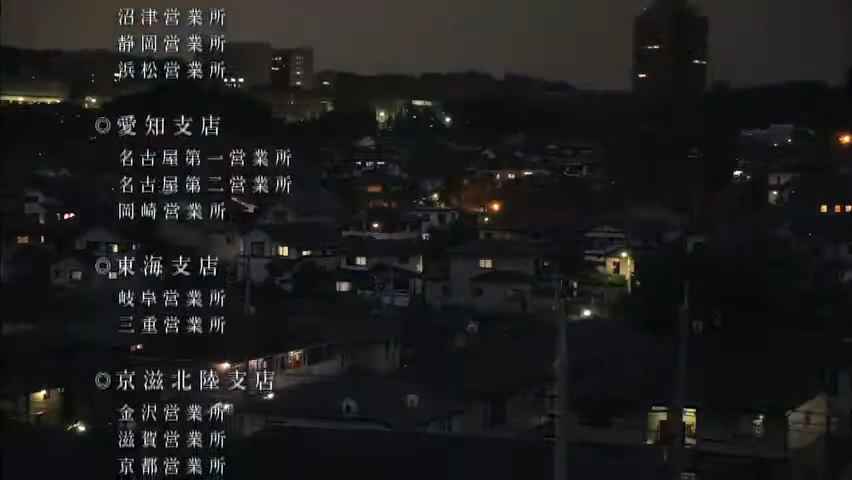 沼津営業所
静岡営業所
浜松営業所
◎愛知支店
名古屋第一営業所
名古屋第二営業所
岡崎営業所
◎東海支店
岐阜営業所
三重営業所
◎京滋北陸支店
金沢営業所
滋賀営業所
京都営業所